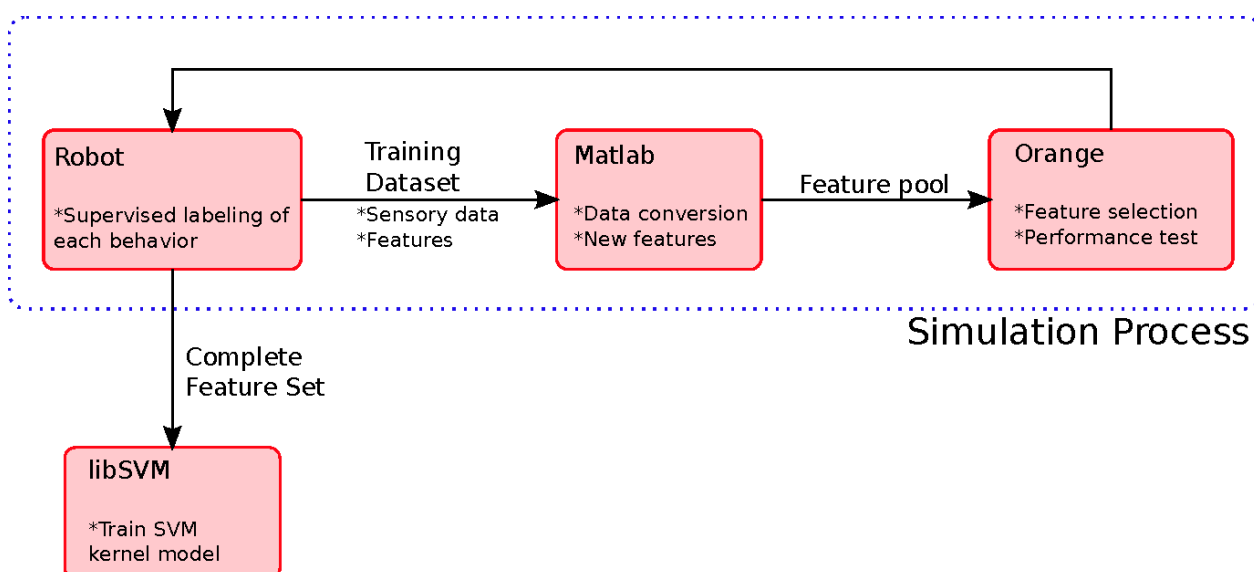 Robot
*Supervised labeling of
each behavior
Training
Dataset
*Sensory data
*Features
Matlab
*Data conversion
*New features
Feature pool
Orange
*Feature selection
*Performance test
Simulation Process
Complete
Feature Set
libSVM
*Train SVM
kernel model